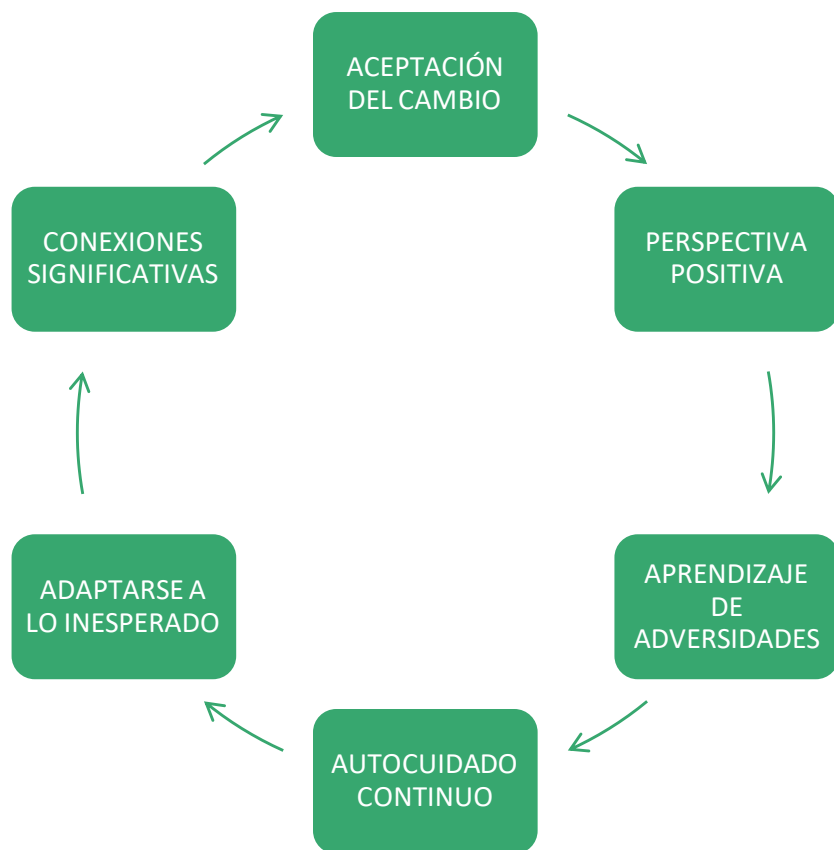 ACEPTACIÓN
DEL CAMBIO
PERSPECTIVA
POSITIVA
APRENDIZAJE
DE
ADVERSIDADES
AUTOCUIDADO
CONTINUO
ADAPTARSE A
LO INESPERADO
CONEXIONES
SIGNIFICATIVAS